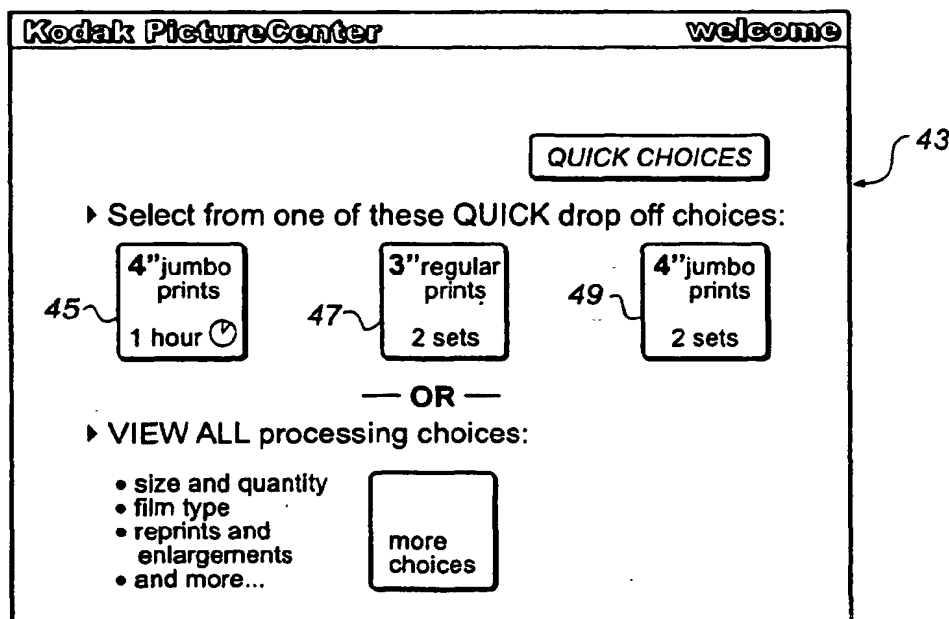 Kodak PictureCenter welcome
QUICK CHOICES
43
▶ Select from one of these QUICK drop off choices:
45
4" jumbo
prints
1 hour
47
3" regular
prints
2 sets
49
4" jumbo
prints
2 sets
— OR —
▶ VIEW ALL processing choices:
• size and quantity
• film type
• reprints and
enlargements
• and more...
more
choices